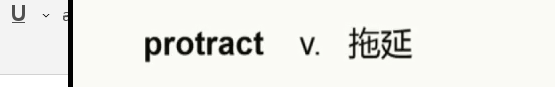 U
protract v. 拖延